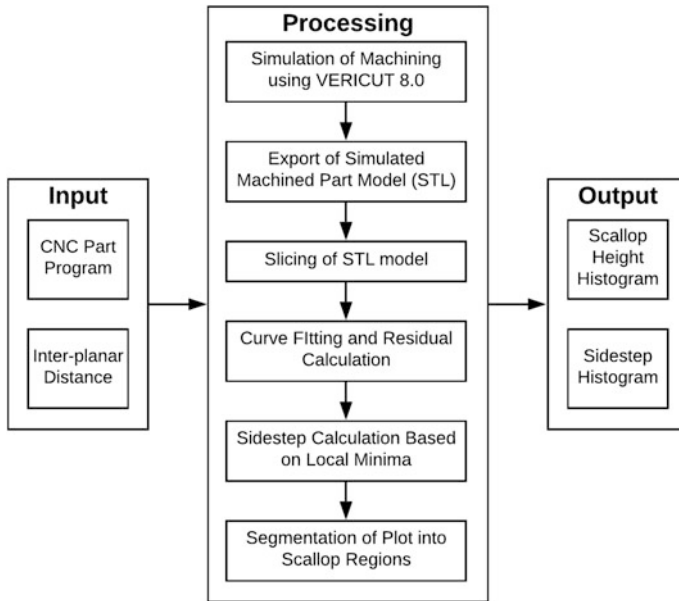 Input
CNC Part
Program
Inter-planar
Distance
Processing
Simulation of Machining
using VERICUT 8.0
Export of Simulated
Machined Part Model (STL)
Slicing of STL model
Curve FItting and Residual
Calculation
Sidestep Calculation Based
on Local Minima
Segmentation of Plot into
Scallop Regions
Output
Scallop
Height
Histogram
Sidestep
Histogram